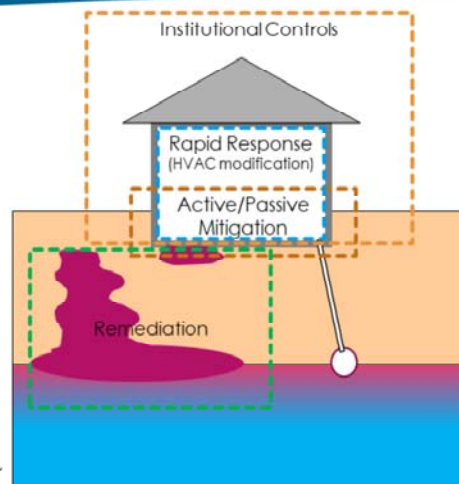 Institutional Controls
Rapid Response
(HVAC modification)
Active/Passive
Mitigation
Remediation